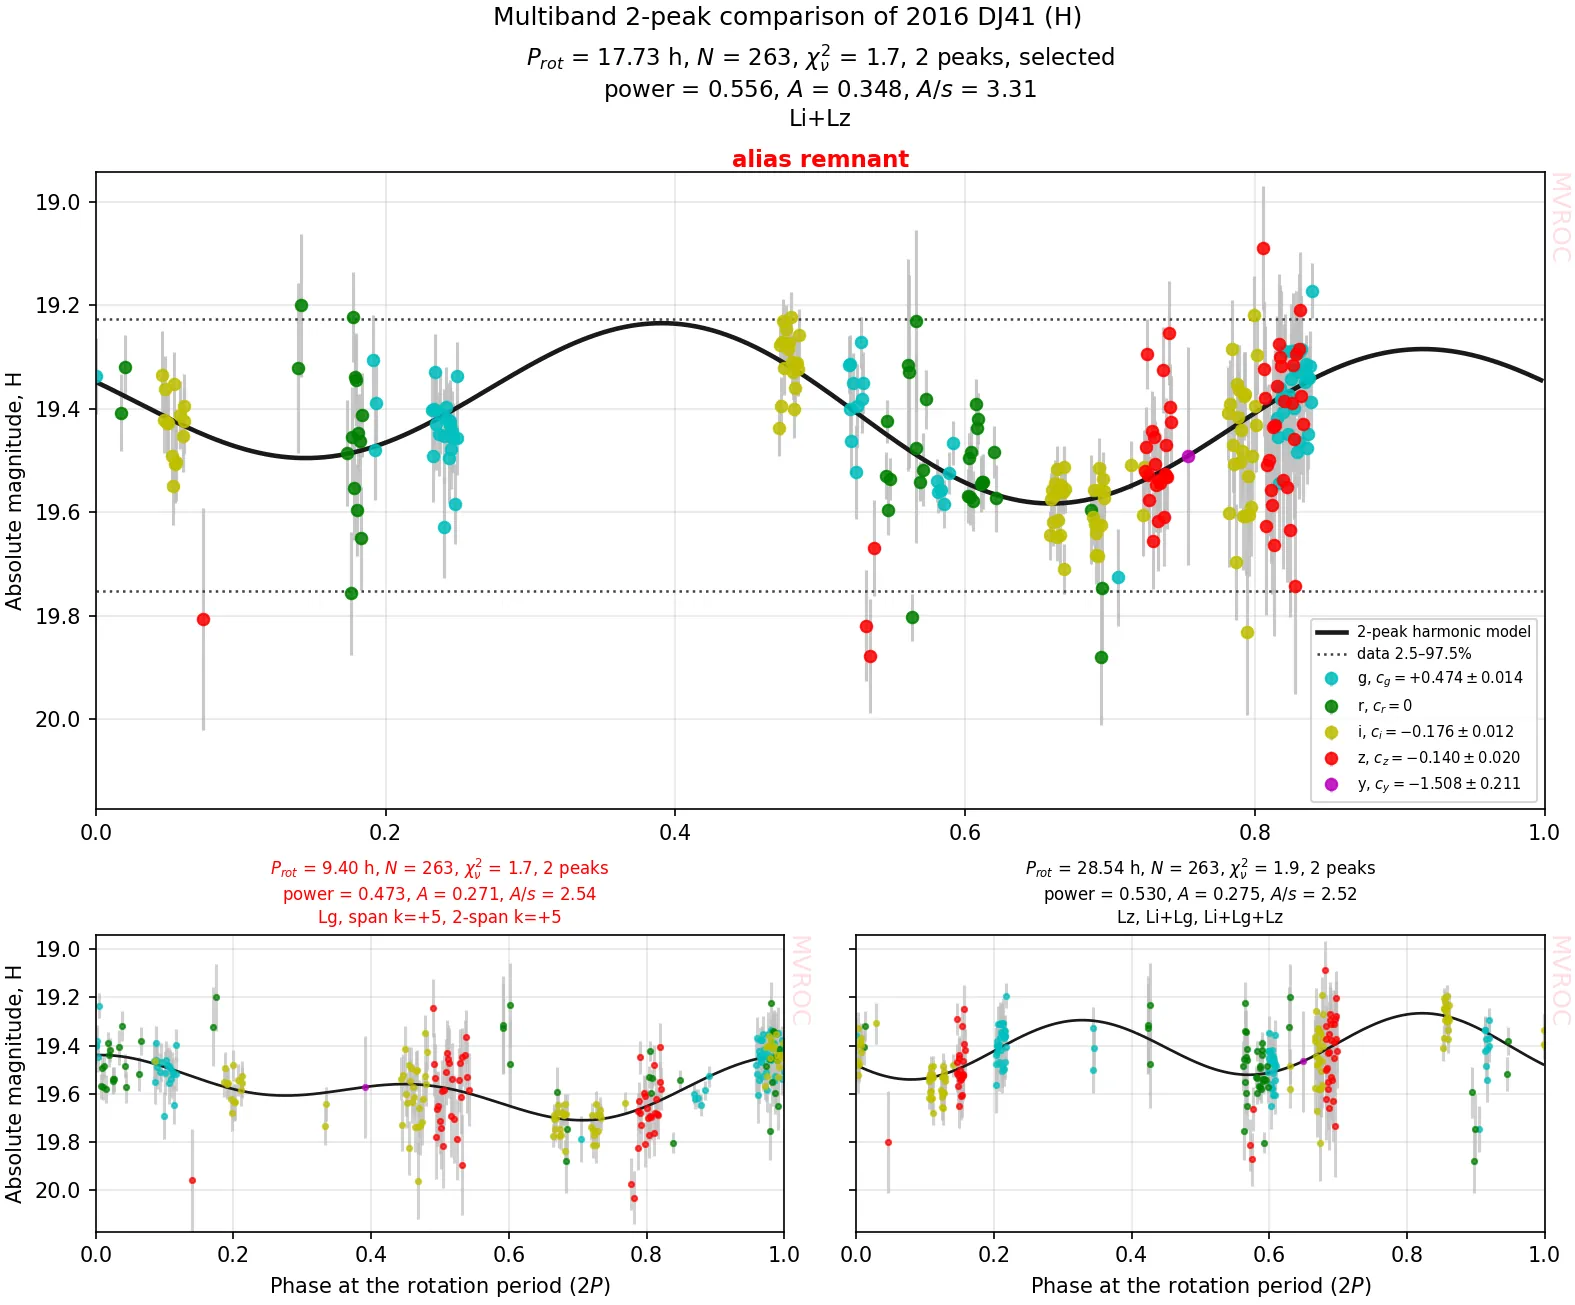 Multiband 2-peak comparison of 2016 DJ41 (H)
P_rot = 17.73 h, N = 263, χ²_ν = 1.7, 2 peaks, selected
power = 0.556, A = 0.348, A/s = 3.31
Li+Lz
alias remnant
MVROC
Absolute magnitude, H
19.0
19.2
19.4
19.6
19.8
20.0
0.0
0.2
0.4
0.6
0.8
1.0
2-peak harmonic model
data 2.5–97.5%
g, c_g = +0.474 ± 0.014
r, c_r = 0
i, c_i = −0.176 ± 0.012
z, c_z = −0.140 ± 0.020
y, c_y = −1.508 ± 0.211
P_rot = 9.40 h, N = 263, χ²_ν = 1.7, 2 peaks
power = 0.473, A = 0.271, A/s = 2.54
Lg, span k=+5, 2-span k=+5
MVROC
Absolute magnitude, H
19.0
19.2
19.4
19.6
19.8
20.0
0.0
0.2
0.4
0.6
0.8
1.0
Phase at the rotation period (2P)
P_rot = 28.54 h, N = 263, χ²_ν = 1.9, 2 peaks
power = 0.530, A = 0.275, A/s = 2.52
Lz, Li+Lg, Li+Lg+Lz
MVROC
0.0
0.2
0.4
0.6
0.8
1.0
Phase at the rotation period (2P)